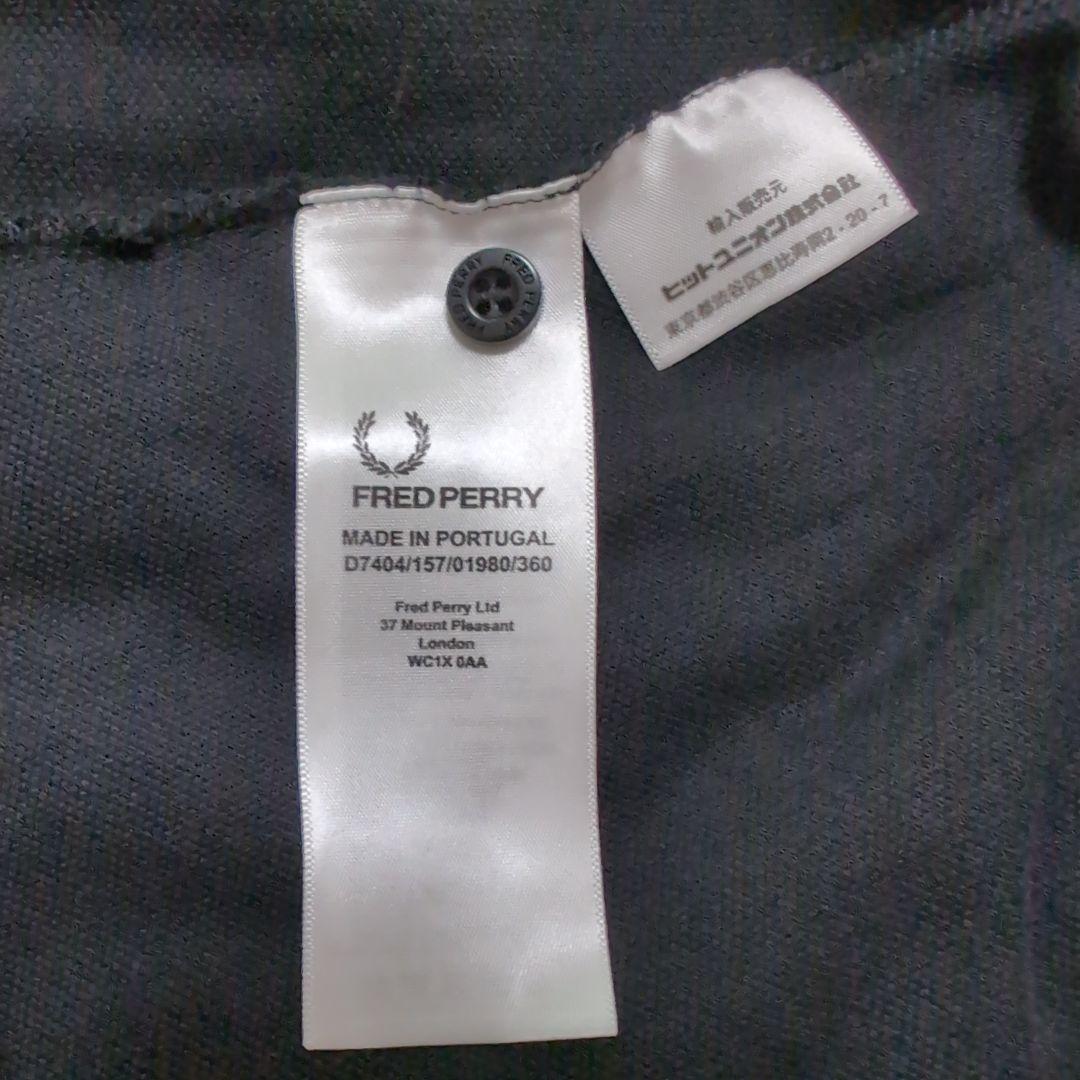 FRED PERRY FRED PERRY
FRED PERRY
MADE IN PORTUGAL
D7404/157/01980/360
Fred Perry Ltd
37 Mount Pleasant
London
WC1X 0AA
輸入販売元
ヒットユニオン株式会社
東京都渋谷区恵比寿南2-20-7